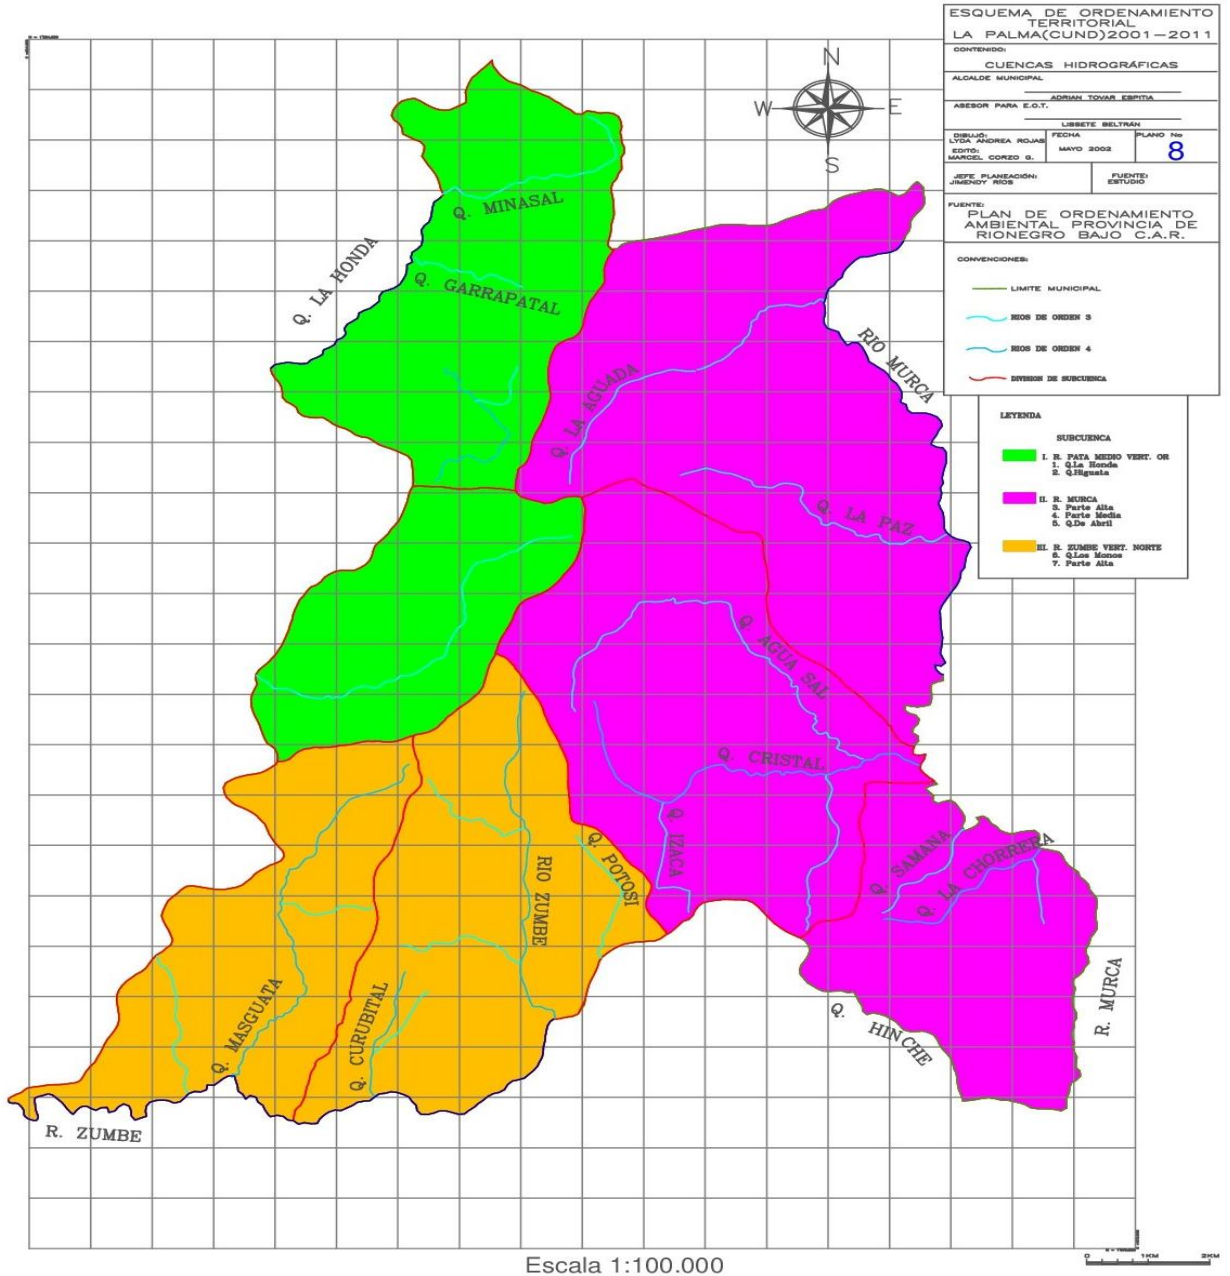 ESQUEMA DE ORDENAMIENTO
TERRITORIAL
LA PALMA(CUND)2001-2011
CONTENIDO:
CUENCAS HIDROGRÁFICAS
ALCALDE MUNICIPAL
ADRIAN TOVAR ESPITIA
ASESOR PARA E.O.T.
LISSETE BELTRÁN
DIBUJÓ:
LYDA ANDREA ROJAS
EDITÓ:
MARCEL CORZO G.
FECHA
MAYO 2002
PLANO No
8
JEFE PLANEACIÓN:
JIMENDY RIOS
FUENTE:
ESTUDIO
FUENTE:
PLAN DE ORDENAMIENTO
AMBIENTAL PROVINCIA DE
RIONEGRO BAJO C.A.R.
CONVENCIONES:
LIMITE MUNICIPAL
RIOS DE ORDEN 3
RIOS DE ORDEN 4
DIVISION DE SUBCUENCA
LEYENDA
SUBCUENCA
I. R. PATA MEDIO VERT. OR
1. Q.La Honda
2. Q.Higuata
II. R. MURCA
3. Parte Alta
4. Parte Media
5. Q.De Abril
III. R. ZUMBE VERT. NORTE
6. Q.Los Monos
7. Parte Alta
N
W
E
S
Q. MINASAL
Q. LA HONDA
Q. GARRAPATAL
RIO MURCA
Q. LA AGUADA
Q. LA PAZ
Q. AGUA SAL
Q. CRISTAL
Q. IZACA
Q. POTOSI
RIO ZUMBE
Q. SAMANA
Q. LA CHORRERA
Q. MASGUATA
Q. CURUBITAL
Q. HINCHE
R. MURCA
R. ZUMBE
Escala 1:100.000
0 1KM 2KM